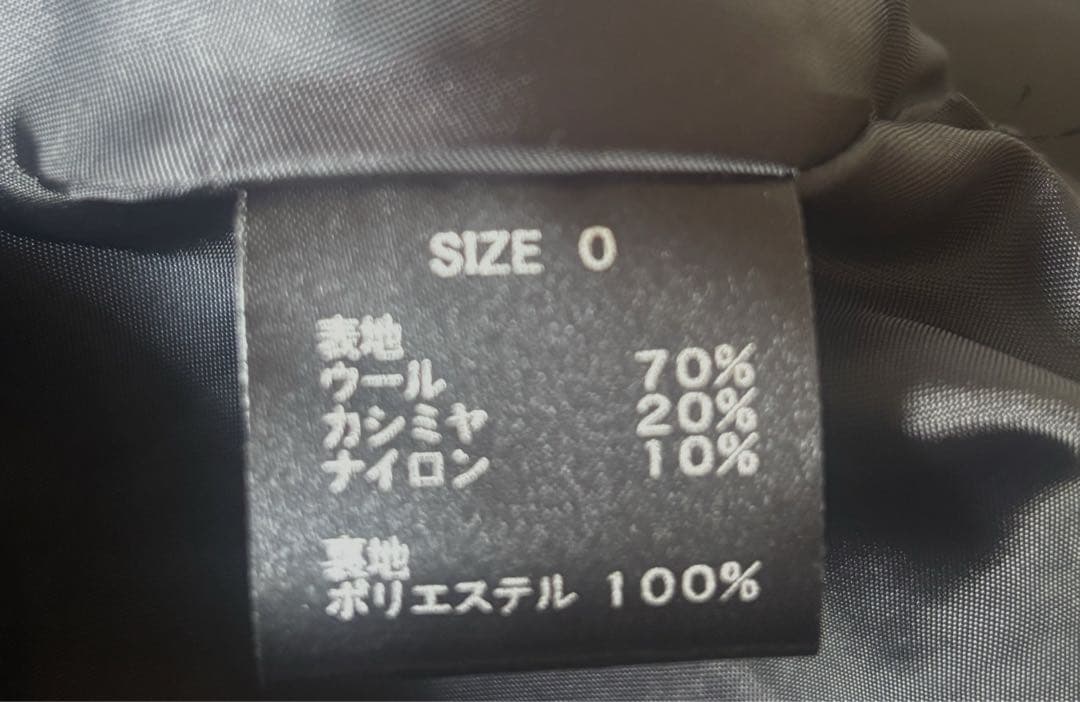 SIZE 0
表地
ウール 70%
カシミヤ 20%
ナイロン 10%
裏地
ポリエステル 100%